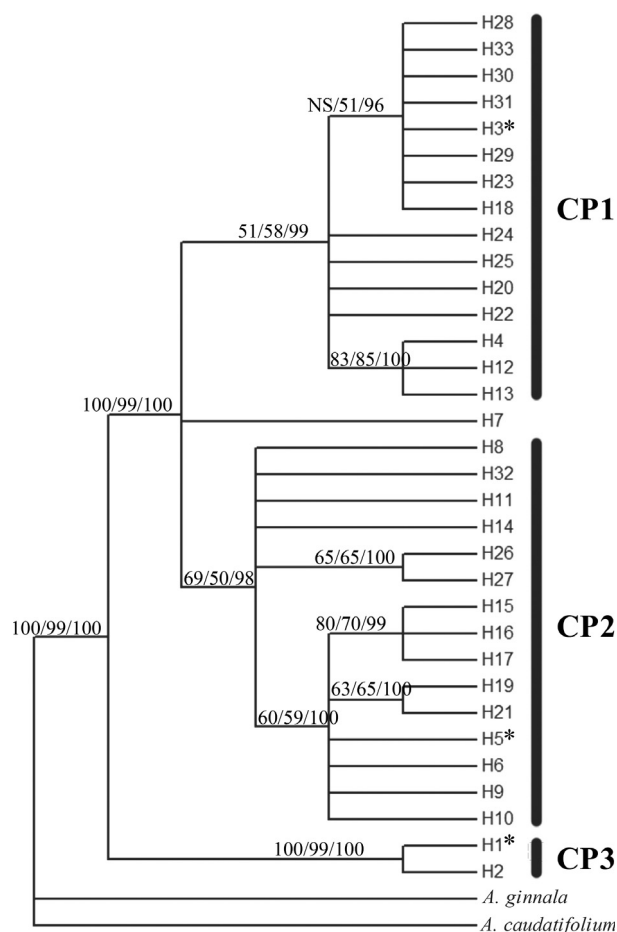 H28
H33
H30
NS/51/96
H31
H3*
H29
H23
H18
CP1
51/58/99
H24
H25
H20
H22
H4
83/85/100
H12
H13
100/99/100
H7
H8
H32
H11
H14
65/65/100
H26
69/50/98
H27
H15
80/70/99
H16
100/99/100
CP2
H17
63/65/100
H19
H21
60/59/100
H5*
H6
H9
H10
H1*
100/99/100
CP3
H2
A. ginnala
A. caudatifolium